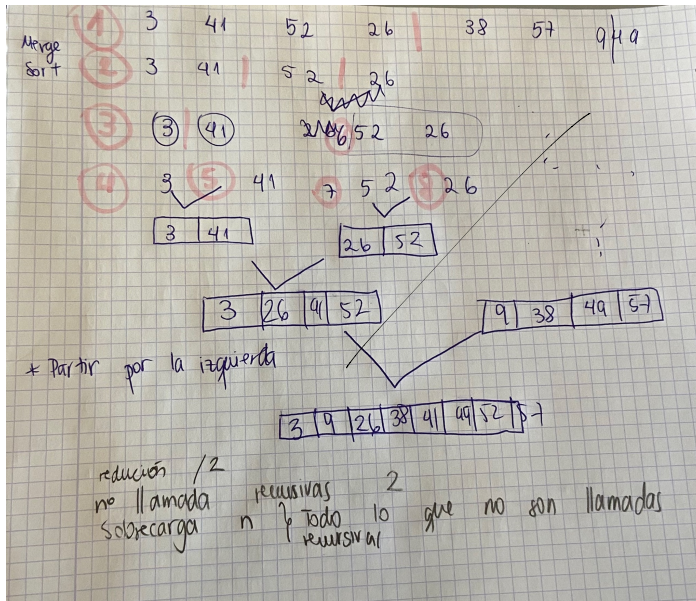 1 3 41 52 26 | 38 57 9 49
Merge
Sort
2 3 41 | 52 | 26
3 3 | 41 6 52 26
4 3 5 41 7 52 8 26
3 41 26 52
3 26 41 52
9 38 49 57
* Partir por la izquierda
3 9 26 38 41 49 52 57
redución /2
no llamada recursivas 2
sobrecarga n } Todo lo que no son llamadas
recursiva